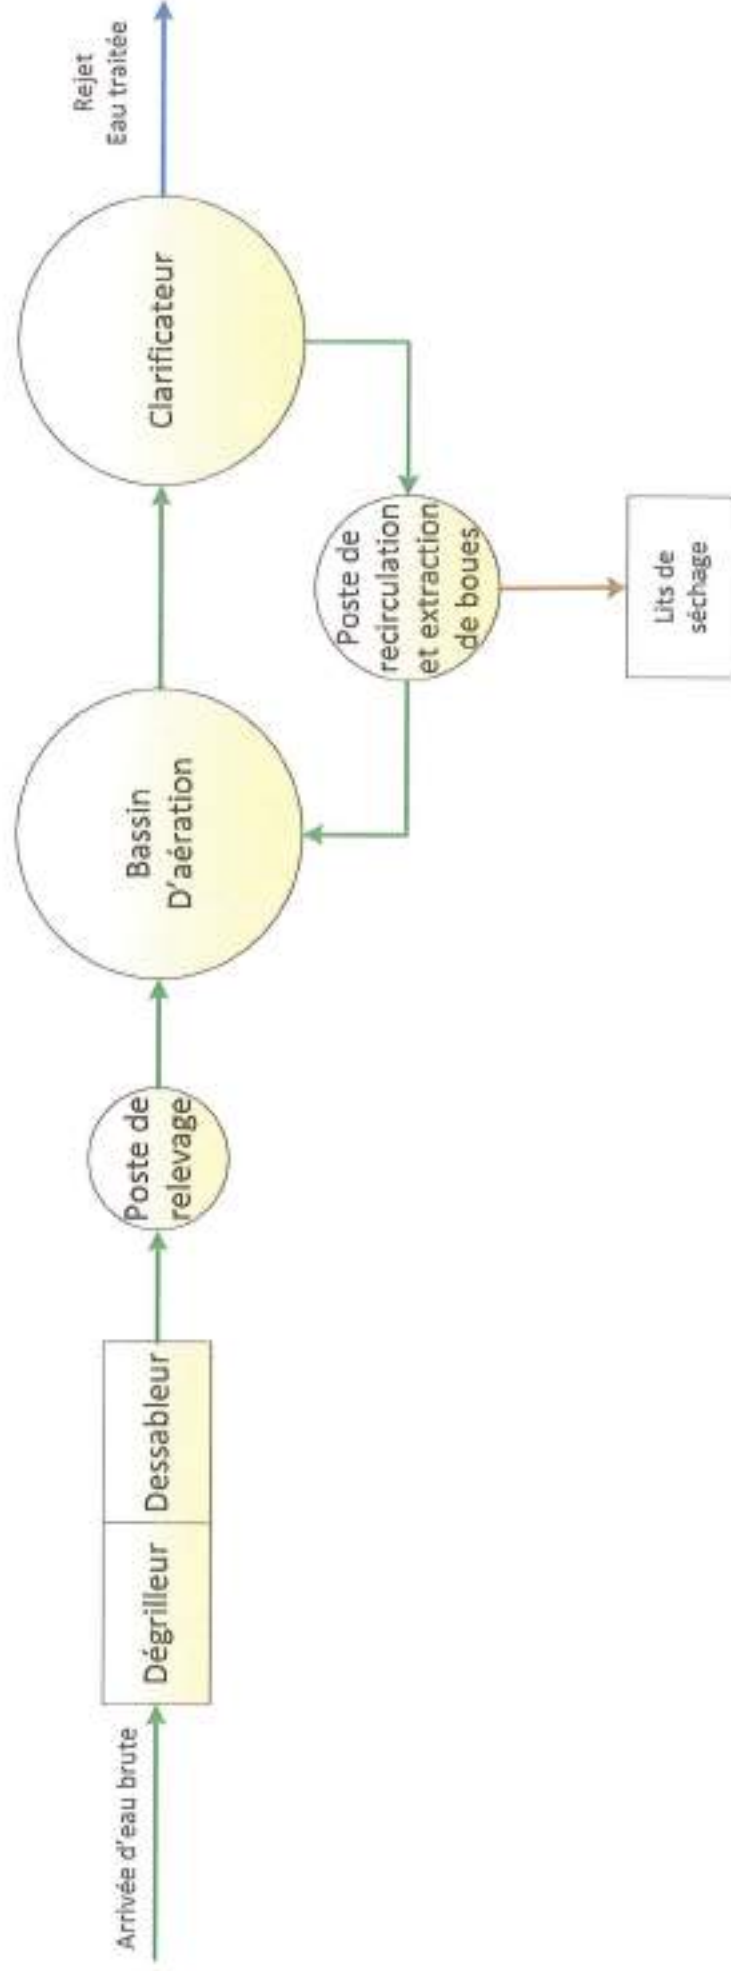 Arrivée d'eau brute
Dégrilleur
Dessableur
Poste de
relevage
Bassin
D'aération
Clarificateur
Rejet
Eau traitée
Poste de
recirculation
et extraction
de boues
Lits de
séchage